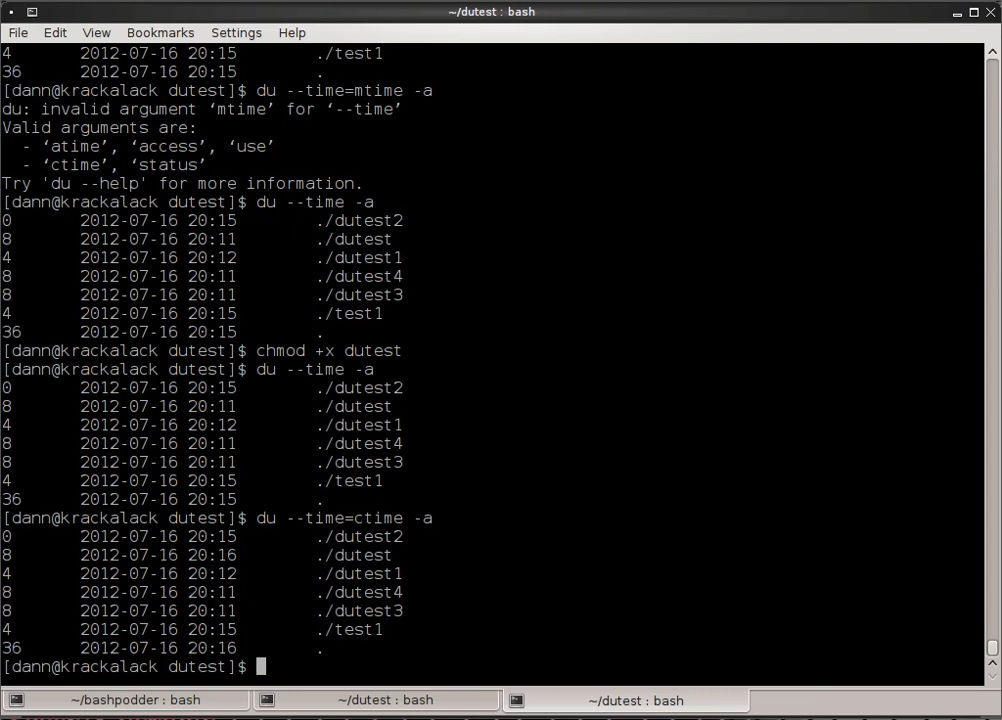 ~/dutest : bash
File Edit View Bookmarks Settings Help
4 2012-07-16 20:15 ./test1
36 2012-07-16 20:15 .
[dann@krackalack dutest]$ du --time=mtime -a
du: invalid argument ‘mtime’ for ‘--time’
Valid arguments are:
- ‘atime’, ‘access’, ‘use’
- ‘ctime’, ‘status’
Try 'du --help' for more information.
[dann@krackalack dutest]$ du --time -a
0 2012-07-16 20:15 ./dutest2
8 2012-07-16 20:11 ./dutest
4 2012-07-16 20:12 ./dutest1
8 2012-07-16 20:11 ./dutest4
8 2012-07-16 20:11 ./dutest3
4 2012-07-16 20:15 ./test1
36 2012-07-16 20:15 .
[dann@krackalack dutest]$ chmod +x dutest
[dann@krackalack dutest]$ du --time -a
0 2012-07-16 20:15 ./dutest2
8 2012-07-16 20:11 ./dutest
4 2012-07-16 20:12 ./dutest1
8 2012-07-16 20:11 ./dutest4
8 2012-07-16 20:11 ./dutest3
4 2012-07-16 20:15 ./test1
36 2012-07-16 20:15 .
[dann@krackalack dutest]$ du --time=ctime -a
0 2012-07-16 20:15 ./dutest2
8 2012-07-16 20:16 ./dutest
4 2012-07-16 20:12 ./dutest1
8 2012-07-16 20:11 ./dutest4
8 2012-07-16 20:11 ./dutest3
4 2012-07-16 20:15 ./test1
36 2012-07-16 20:16 .
[dann@krackalack dutest]$
~/bashpodder : bash ~/dutest : bash ~/dutest : bash